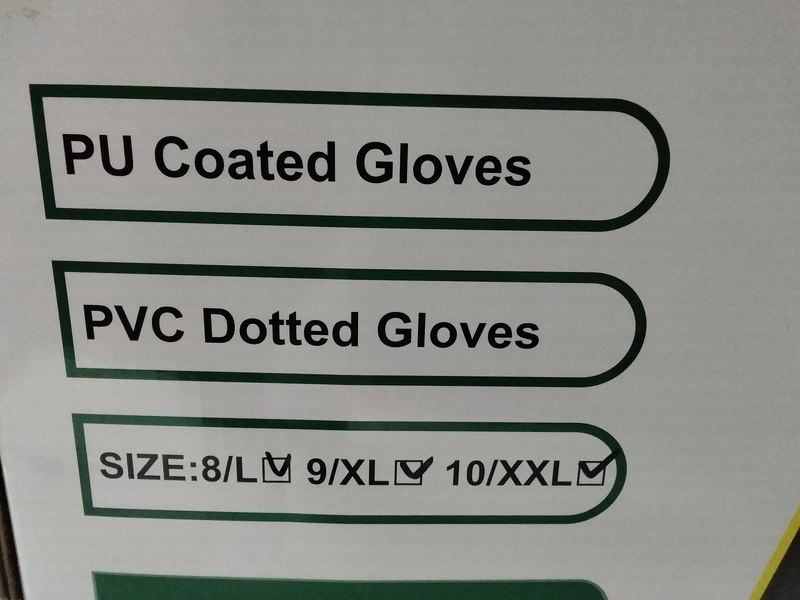 PU Coated Gloves
PVC Dotted Gloves
SIZE:8/L☑ 9/XL☑ 10/XXL☑